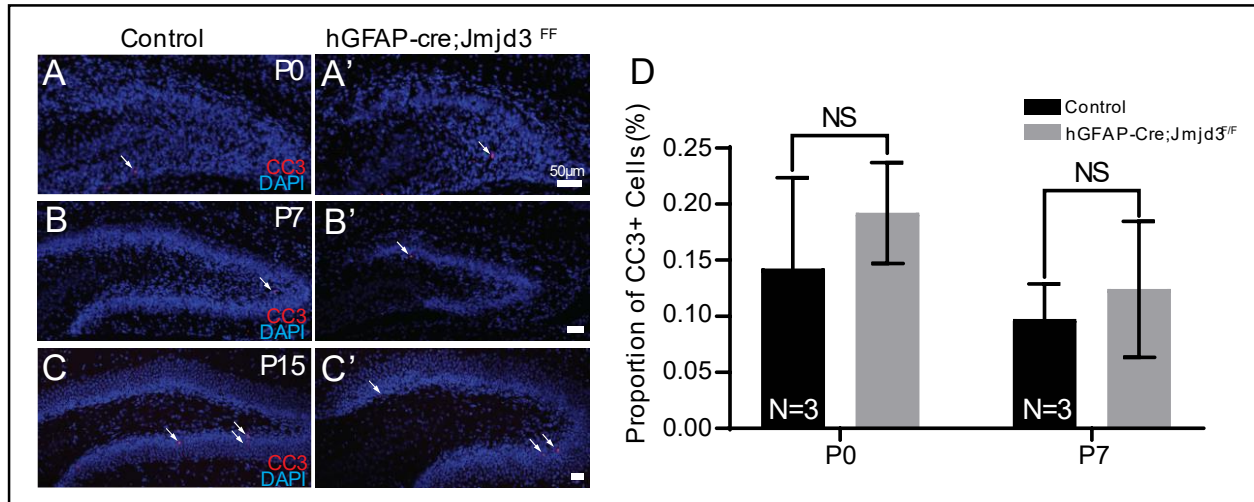 Control
hGFAP-cre;Jmjd3 FF
A
P0
CC3
DAPI
A'
50μm
B
P7
CC3
DAPI
B'
C
P15
CC3
DAPI
C'
D
Control
hGFAP-Cre;Jmjd3F/F
Proportion of CC3+ Cells(%)
0.25
0.20
0.15
0.10
0.05
0.00
NS
NS
N=3
N=3
P0
P7